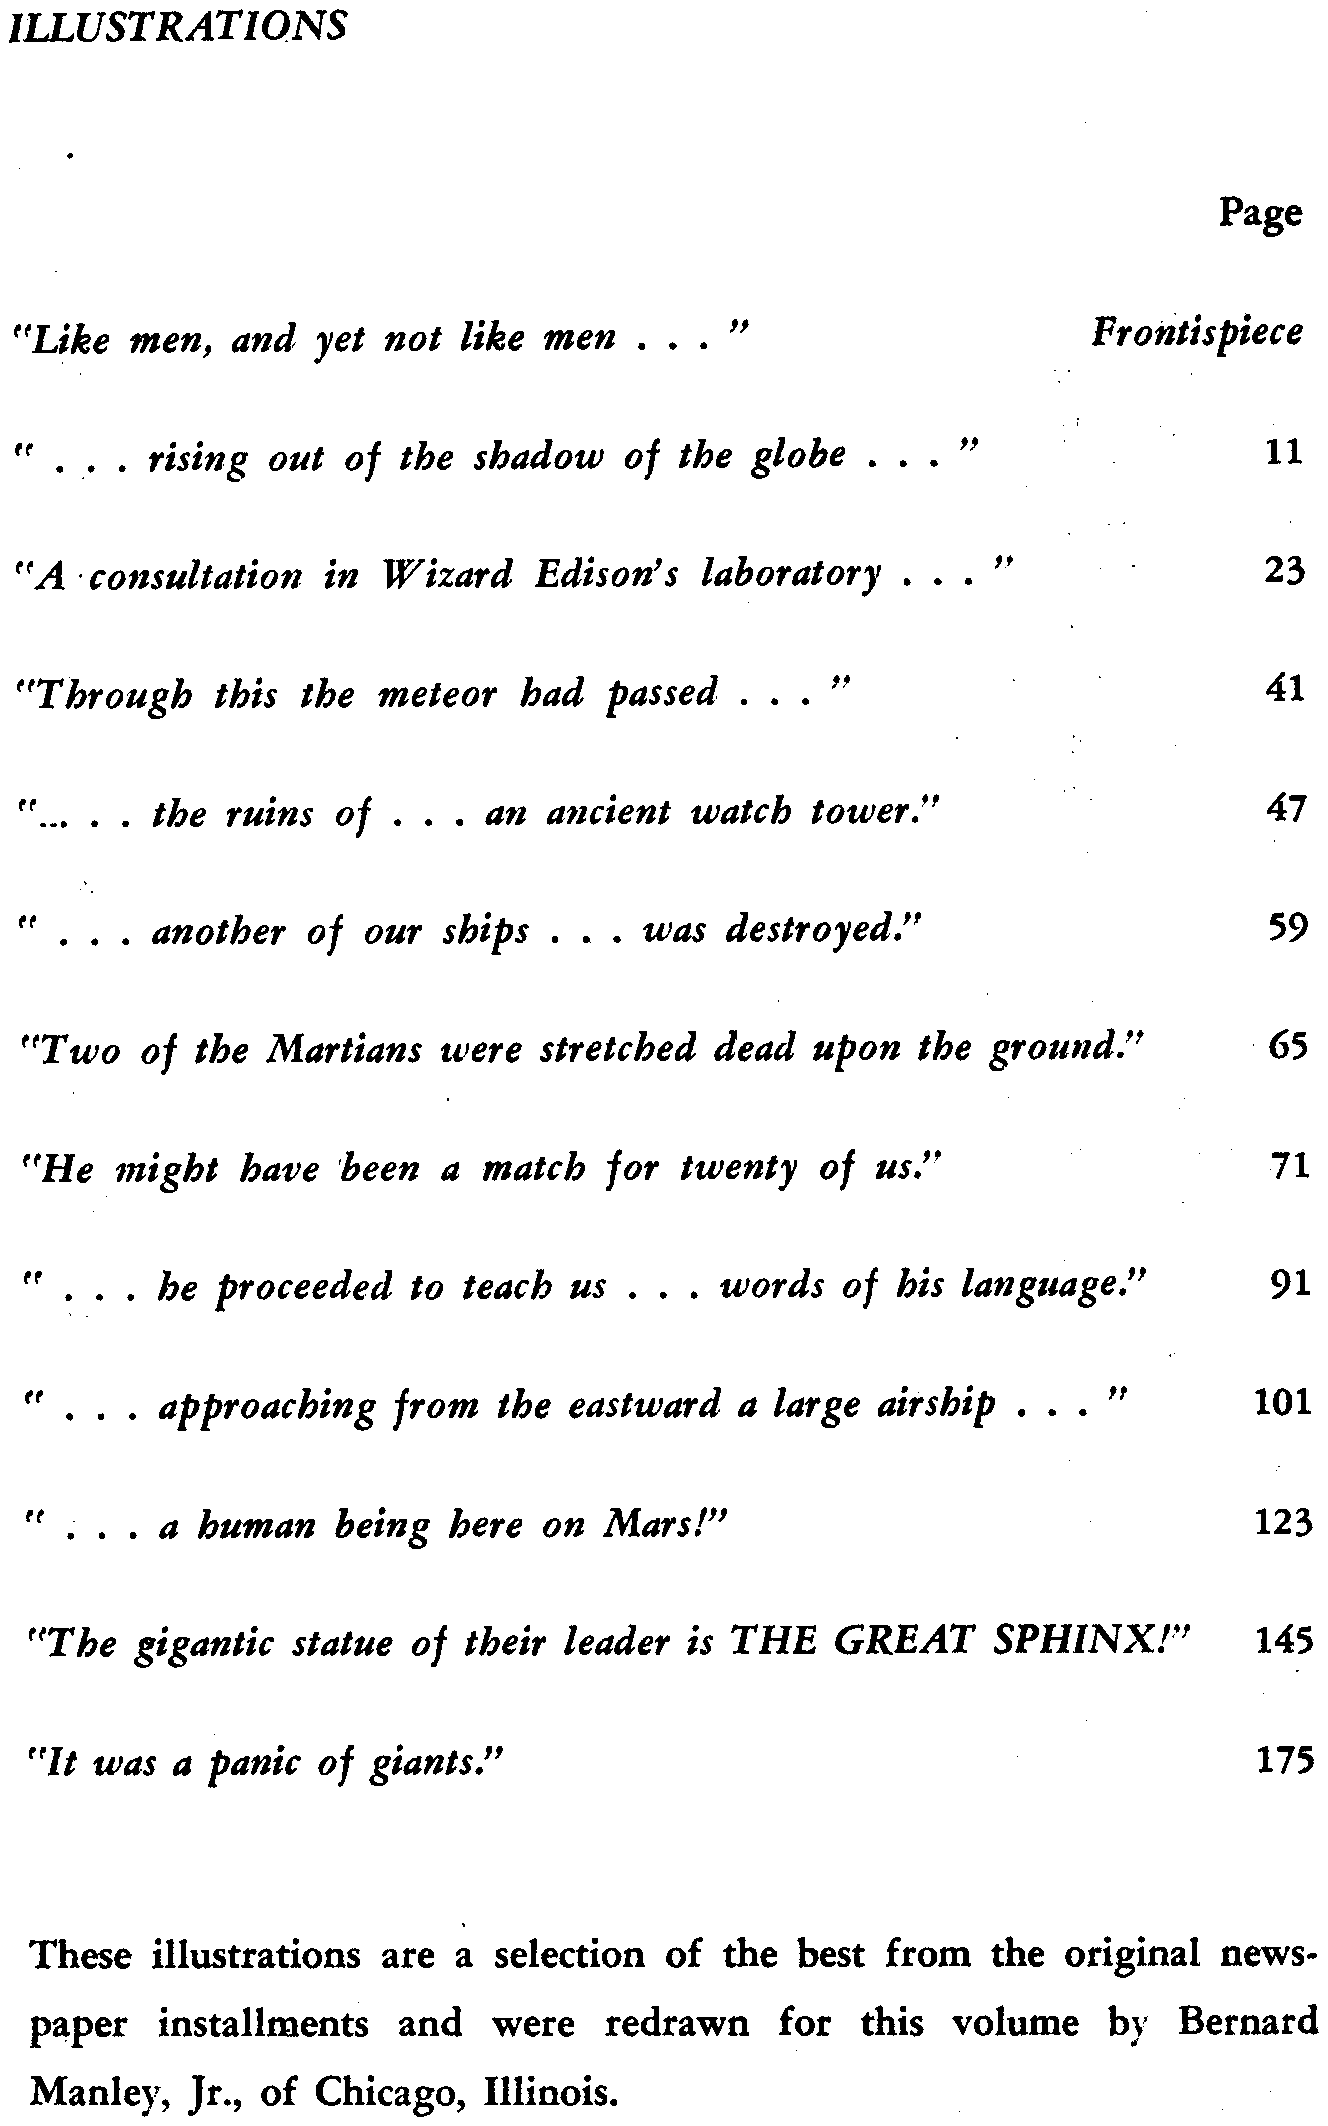 ILLUSTRATIONS
Page
"Like men, and yet not like men . . ." Frontispiece
" . . . rising out of the shadow of the globe . . ." 11
"A consultation in Wizard Edison's laboratory . . ." 23
"Through this the meteor had passed . . ." 41
"... . . the ruins of . . . an ancient watch tower." 47
" . . . another of our ships . . . was destroyed." 59
"Two of the Martians were stretched dead upon the ground." 65
"He might have been a match for twenty of us." 71
" . . . he proceeded to teach us . . . words of his language." 91
" . . . approaching from the eastward a large airship . . ." 101
" . . . a human being here on Mars!" 123
"The gigantic statue of their leader is THE GREAT SPHINX!" 145
"It was a panic of giants." 175
These illustrations are a selection of the best from the original news-
paper installments and were redrawn for this volume by Bernard
Manley, Jr., of Chicago, Illinois.